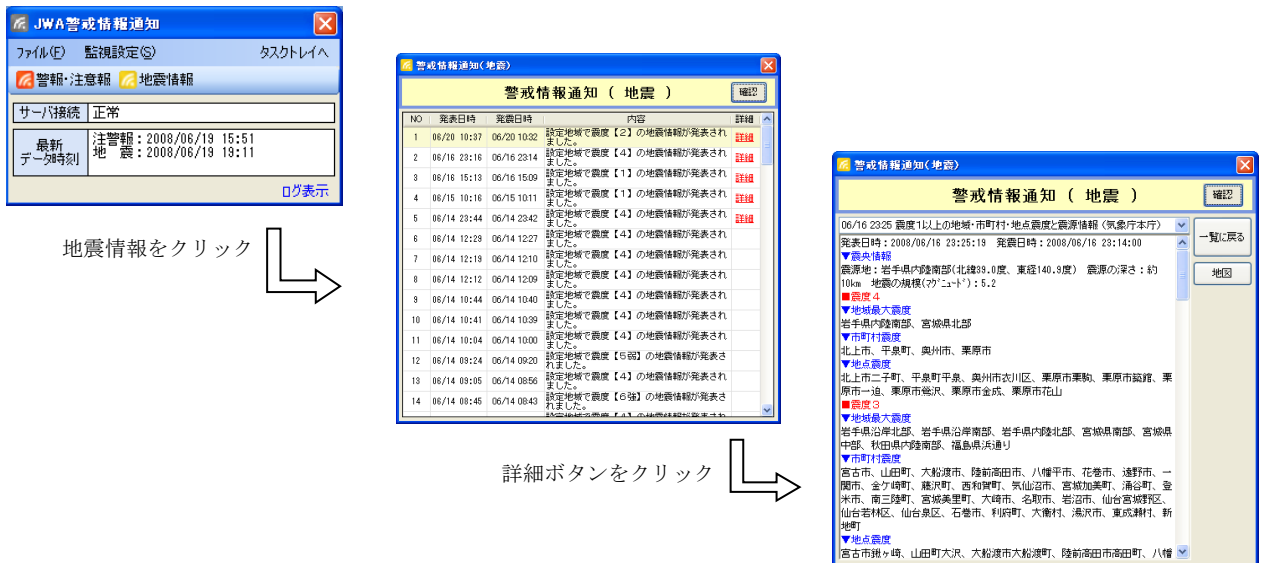 JWA警戒情報通知
ファイル(F) 監視設定(S) タスクトレイへ
警報・注意報 地震情報
サーバ接続 正常
最新
データ時刻
注警報：2008/06/19 15:51
地　震：2008/06/19 19:11
ログ表示
地震情報をクリック
警戒情報通知(地震)
警戒情報通知 ( 地震 ) 確認
NO 発表日時 発震日時 内容 詳細
1 06/20 10:37 06/20 10:32 設定地域で震度【2】の地震情報が発表され
ました。 詳細
2 06/16 23:16 06/16 23:14 設定地域で震度【4】の地震情報が発表され
ました。 詳細
3 06/16 15:13 06/16 15:09 設定地域で震度【1】の地震情報が発表され
ました。 詳細
4 06/15 10:16 06/15 10:11 設定地域で震度【1】の地震情報が発表され
ました。 詳細
5 06/14 23:44 06/14 23:42 設定地域で震度【4】の地震情報が発表され
ました。 詳細
6 06/14 12:29 06/14 12:27 設定地域で震度【4】の地震情報が発表され
ました。
7 06/14 12:19 06/14 12:10 設定地域で震度【4】の地震情報が発表され
ました。
8 06/14 12:12 06/14 12:09 設定地域で震度【4】の地震情報が発表され
ました。
9 06/14 10:44 06/14 10:40 設定地域で震度【4】の地震情報が発表され
ました。
10 06/14 10:41 06/14 10:39 設定地域で震度【4】の地震情報が発表され
ました。
11 06/14 10:04 06/14 10:00 設定地域で震度【4】の地震情報が発表され
ました。
12 06/14 09:24 06/14 09:20 設定地域で震度【5弱】の地震情報が発表さ
れました。
13 06/14 09:05 06/14 08:56 設定地域で震度【4】の地震情報が発表され
ました。
14 06/14 08:45 06/14 08:43 設定地域で震度【6強】の地震情報が発表さ
れました。
設定地域で震度【4】の地震情報が発表され
詳細ボタンをクリック
警戒情報通知(地震)
警戒情報通知 ( 地震 ) 確認
06/16 23:25 震度1以上の地域・市町村・地点震度と震源情報 (気象庁本庁)
一覧に戻る
地図
発表日時：2008/06/16 23:25:19　発震日時：2008/06/16 23:14:00
▼震央情報
震源地：岩手県内陸南部(北緯39.0度、東経140.9度)　震源の深さ：約
10km　地震の規模(ﾏｸﾞﾆｭｰﾄﾞ)：5.2
■震度４
▼地域最大震度
岩手県内陸南部、宮城県北部
▼市町村震度
北上市、平泉町、奥州市、栗原市
▼地点震度
北上市二子町、平泉町平泉、奥州市衣川区、栗原市栗駒、栗原市築館、栗
原市一迫、栗原市鶯沢、栗原市金成、栗原市花山
■震度３
▼地域最大震度
岩手県沿岸北部、岩手県沿岸南部、岩手県内陸北部、宮城県南部、宮城県
中部、秋田県内陸南部、福島県浜通り
▼市町村震度
宮古市、山田町、大船渡市、陸前高田市、八幡平市、花巻市、遠野市、一
関市、金ケ崎町、藤沢町、西和賀町、気仙沼市、宮城加美町、涌谷町、登
米市、南三陸町、宮城美里町、大崎市、名取市、岩沼市、仙台宮城野区、
仙台若林区、仙台泉区、石巻市、利府町、大衡村、湯沢市、東成瀬村、新
地町
▼地点震度
宮古市鍬ヶ崎、山田町大沢、大船渡市大船渡町、陸前高田市高田町、八幡